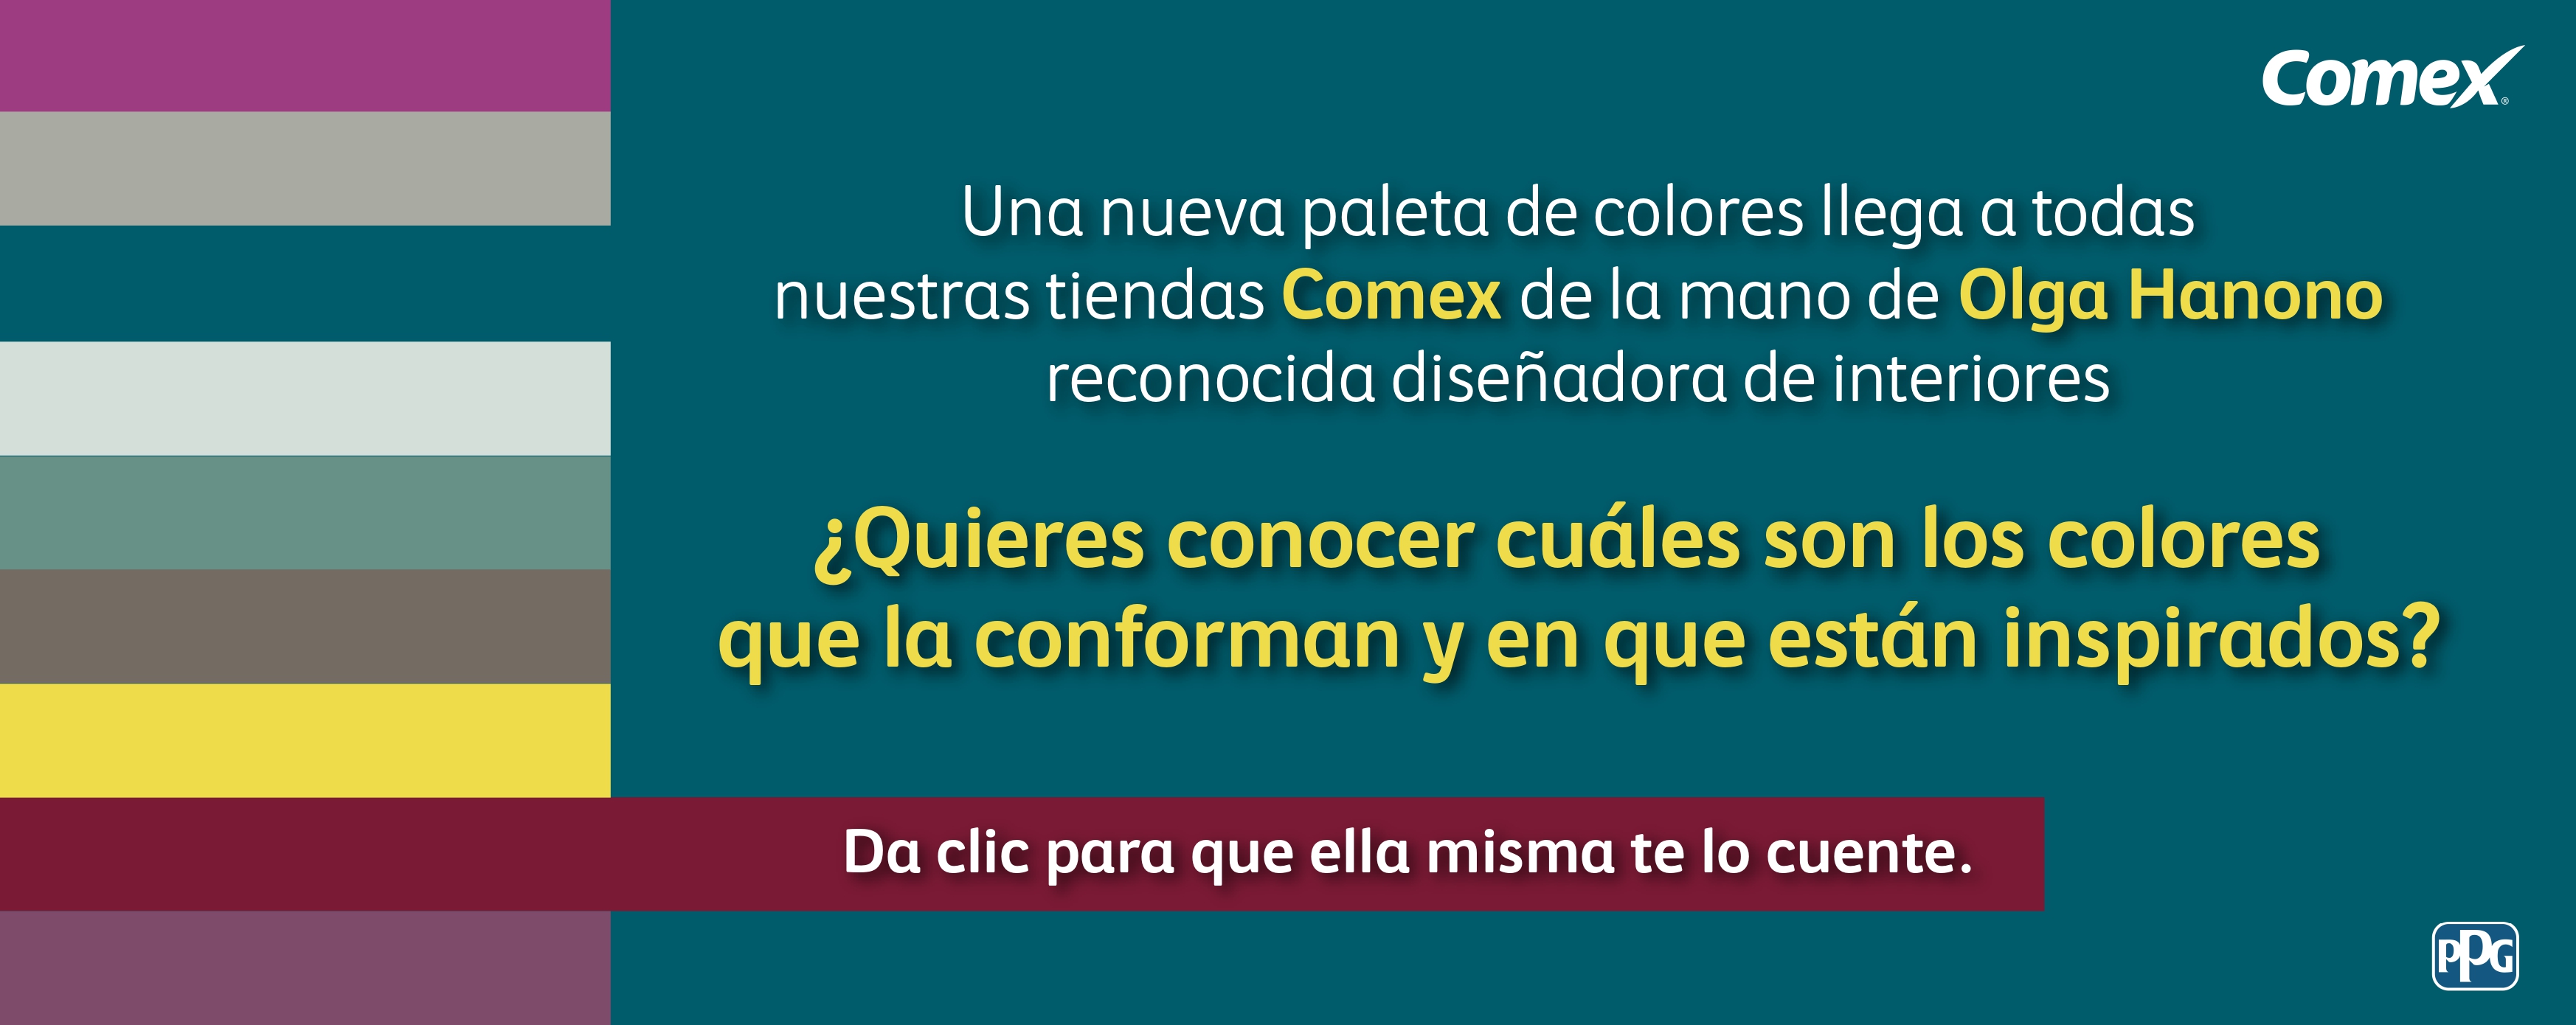 Comex®
Una nueva paleta de colores llega a todas
nuestras tiendas Comex de la mano de Olga Hanono
reconocida diseñadora de interiores
¿Quieres conocer cuáles son los colores
que la conforman y en que están inspirados?
Da clic para que ella misma te lo cuente.
PPG